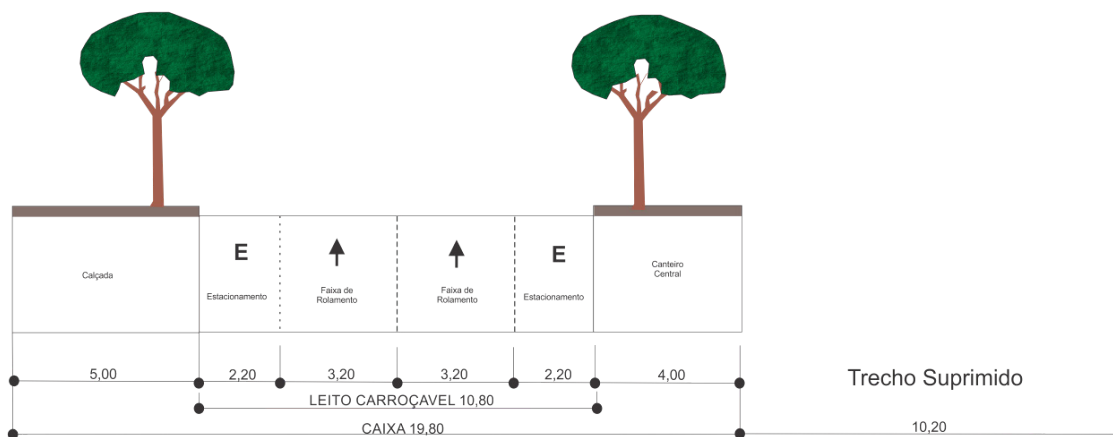 E
E
Calçada
Canteiro
Central
Estacionamento
Faixa de
Rolamento
Faixa de
Rolamento
Estacionamento
5,00
2,20
3,20
3,20
2,20
4,00
Trecho Suprimido
LEITO CARROÇAVEL 10,80
CAIXA 19,80
10,20